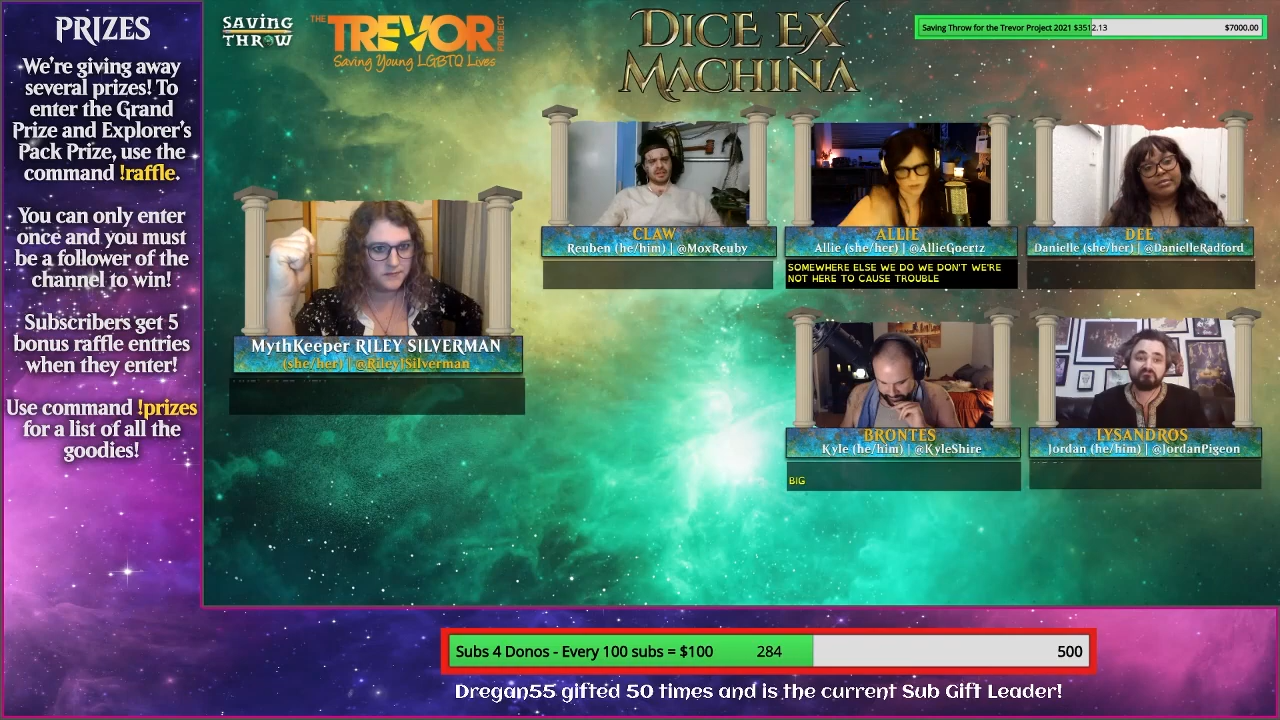 PRIZES
We're giving away
several prizes! To
enter the Grand
Prize and Explorer's
Pack Prize, use the
command !raffle.
You can only enter
once and you must
be a follower of the
channel to win!
Subscribers get 5
bonus raffle entries
when they enter!
Use command !prizes
for a list of all the
goodies!
SAVING
THROW
THE TREVOR PROJECT
Saving Young LGBTQ Lives
DICE EX
MACHINA
Saving Throw for the Trevor Project 2021 $3512.13 $7000.00
MythKeeper RILEY SILVERMAN
(she/her) | @RileyJSilverman
CLAW
Reuben (he/him) | @MoxReuby
ALLIE
Allie (she/her) | @AllieGoertz
SOMEWHERE ELSE WE DO WE DON'T WE'RE
NOT HERE TO CAUSE TROUBLE
DEE
Danielle (she/her) | @DanielleRadford
BRONTES
Kyle (he/him) | @KyleShire
BIG
LYSANDROS
Jordan (he/him) | @JordanPigeon
Subs 4 Donos - Every 100 subs = $100 284 500
Dregan55 gifted 50 times and is the current Sub Gift Leader!